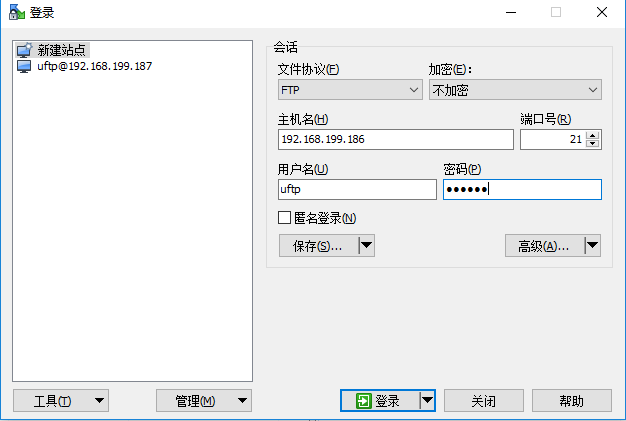 登录
新建站点
uftp@192.168.199.187
会话
文件协议(F) 加密(E):
FTP 不加密
主机名(H) 端口号(R)
192.168.199.186 21
用户名(U) 密码(P)
uftp ●●●●●●
匿名登录(N)
保存(S)... 高级(A)...
工具(T) 管理(M) 登录 关闭 帮助